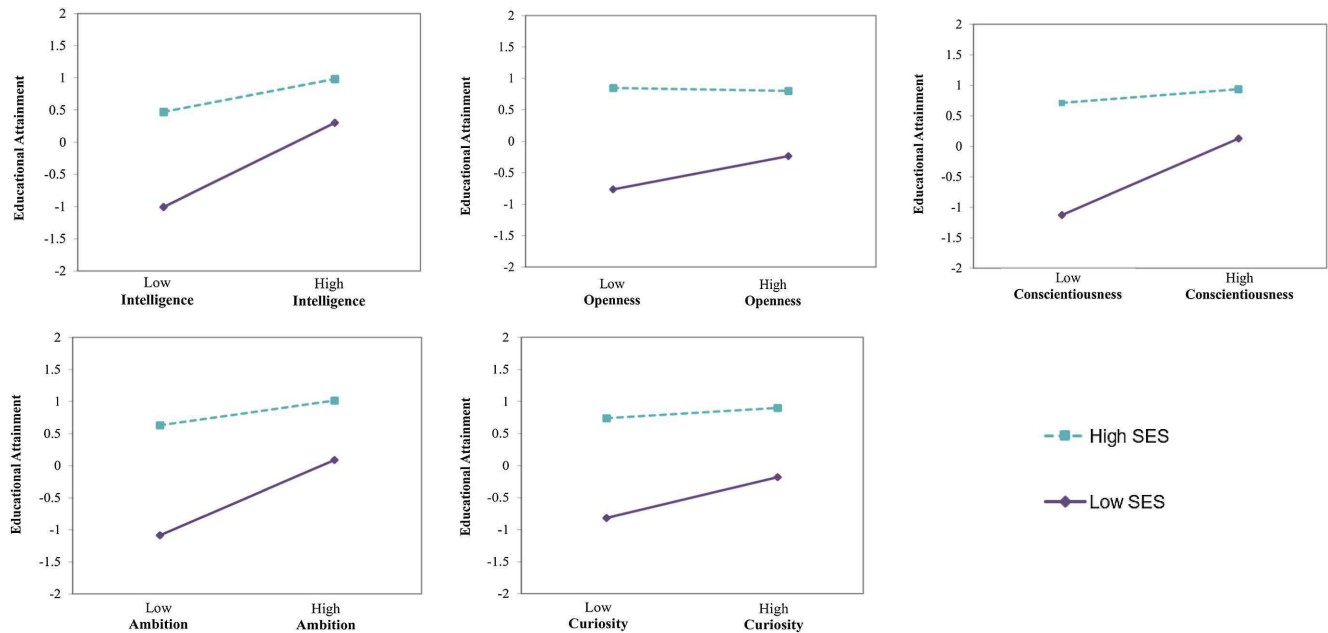 Educational Attainment
2
1.5
1
0.5
0
-0.5
-1
-1.5
-2
Low
Intelligence
High
Intelligence
Educational Attainment
2
1.5
1
0.5
0
-0.5
-1
-1.5
-2
Low
Openness
High
Openness
Educational Attainment
2
1.5
1
0.5
0
-0.5
-1
-1.5
-2
Low
Conscientiousness
High
Conscientiousness
Educational Attainment
2
1.5
1
0.5
0
-0.5
-1
-1.5
-2
Low
Ambition
High
Ambition
Educational Attainment
2
1.5
1
0.5
0
-0.5
-1
-1.5
-2
Low
Curiosity
High
Curiosity
High SES
Low SES